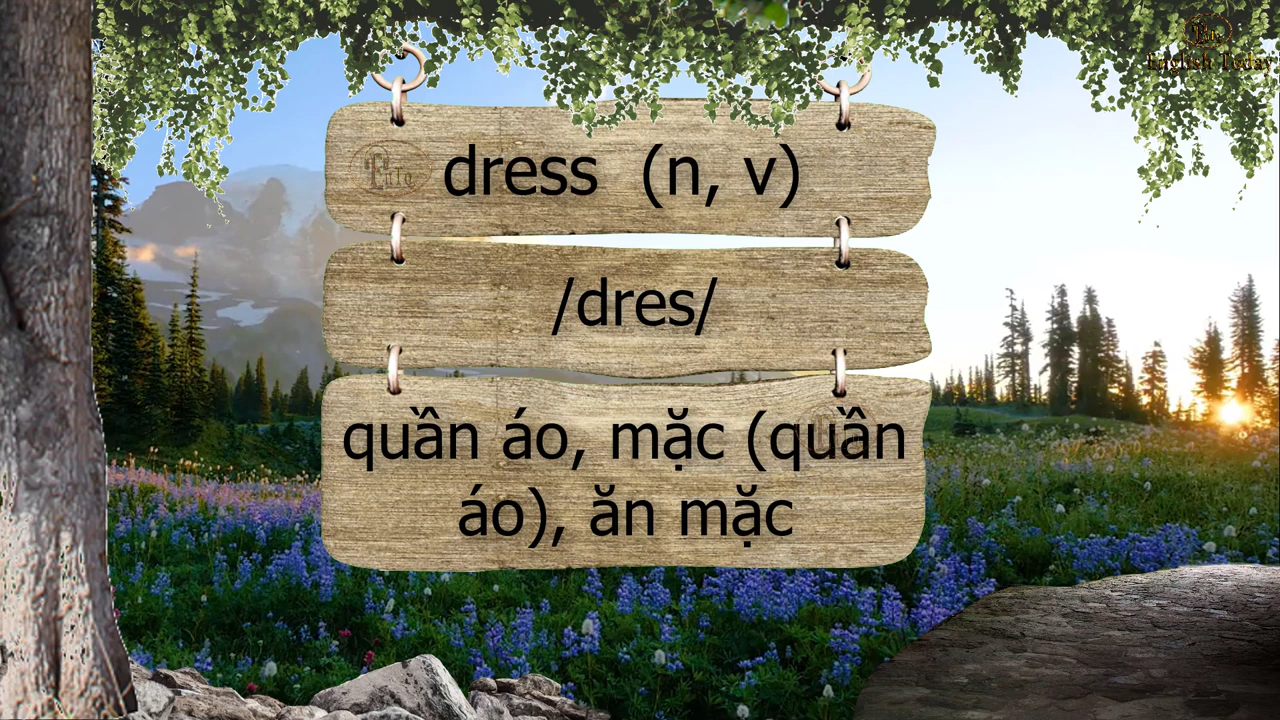 English Today
dress (n, v)
/dres/
quần áo, mặc (quần
áo), ăn mặc